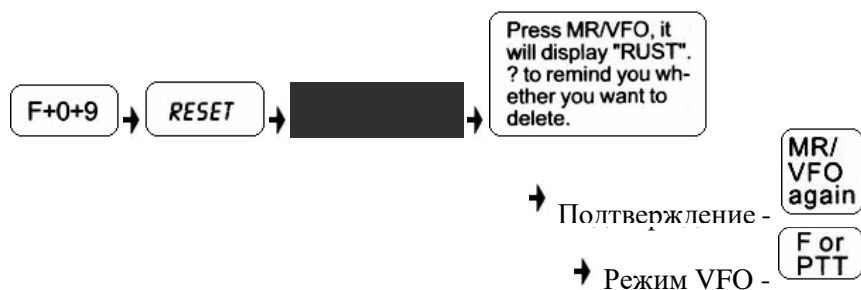 F+0+9
RESET
Press MR/VFO, it
will display "RUST".
? to remind you wh-
ether you want to
delete.
Подтверждение -
MR/
VFO
again
Режим VFO -
F or
PTT